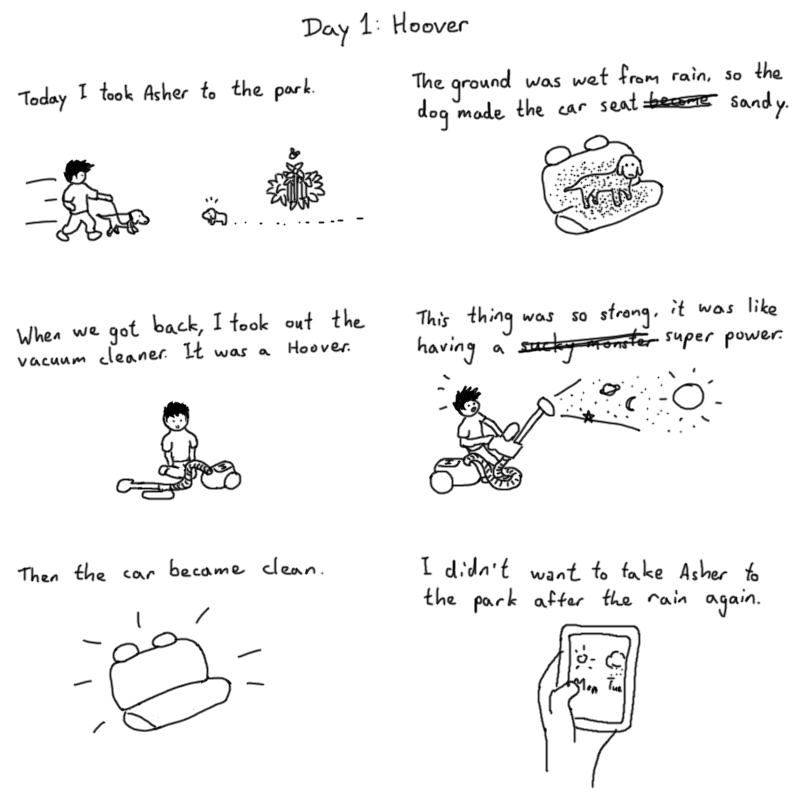 Day 1: Hoover
Today I took Asher to the park.
The ground was wet from rain, so the
dog made the car seat become sandy.
When we got back, I took out the
vacuum cleaner. It was a Hoover.
This thing was so strong, it was like
having a sucky monster super power.
Then the car became clean.
I didn't want to take Asher to
the park after the rain again.
Mon Tue